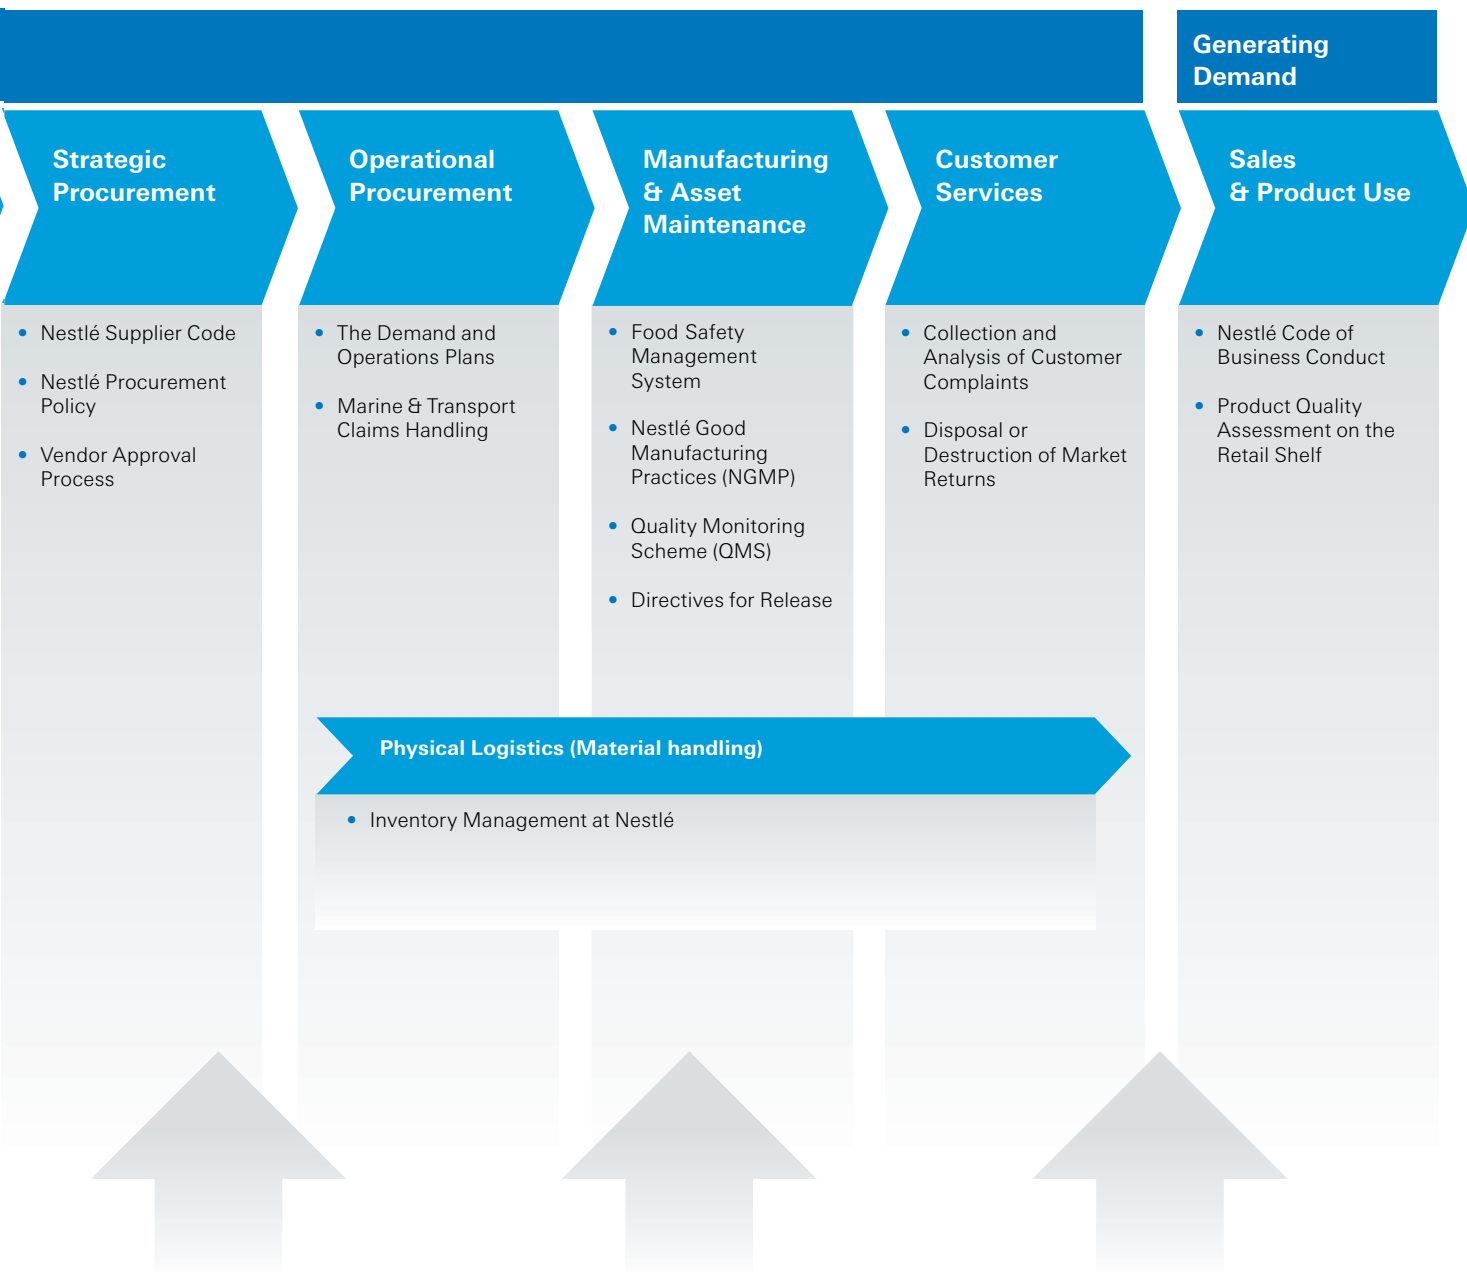 Generating
Demand
Strategic
Procurement
Operational
Procurement
Manufacturing
& Asset
Maintenance
Customer
Services
Sales
& Product Use
• Nestlé Supplier Code
• Nestlé Procurement
Policy
• Vendor Approval
Process
• The Demand and
Operations Plans
• Marine & Transport
Claims Handling
• Food Safety
Management
System
• Nestlé Good
Manufacturing
Practices (NGMP)
• Quality Monitoring
Scheme (QMS)
• Directives for Release
• Collection and
Analysis of Customer
Complaints
• Disposal or
Destruction of Market
Returns
• Nestlé Code of
Business Conduct
• Product Quality
Assessment on the
Retail Shelf
Physical Logistics (Material handling)
• Inventory Management at Nestlé